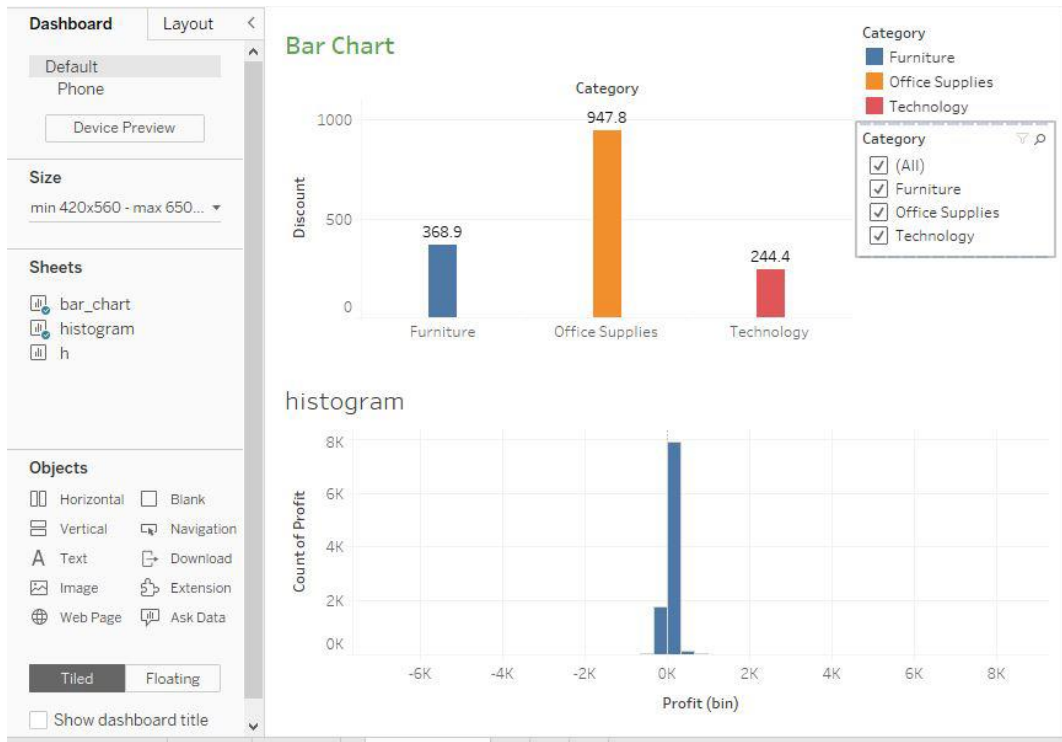 Dashboard
Layout
Default
Phone
Device Preview
Size
min 420x560 - max 650...
Sheets
bar_chart
histogram
h
Objects
Horizontal Blank
Vertical Navigation
Text Download
Image Extension
Web Page Ask Data
Tiled Floating
Show dashboard title
Bar Chart
Category
1000
500
0
Discount
368.9
947.8
244.4
Furniture Office Supplies Technology
Category
Furniture
Office Supplies
Technology
Category
(All)
Furniture
Office Supplies
Technology
histogram
8K
6K
4K
2K
0K
Count of Profit
-6K -4K -2K 0K 2K 4K 6K 8K
Profit (bin)